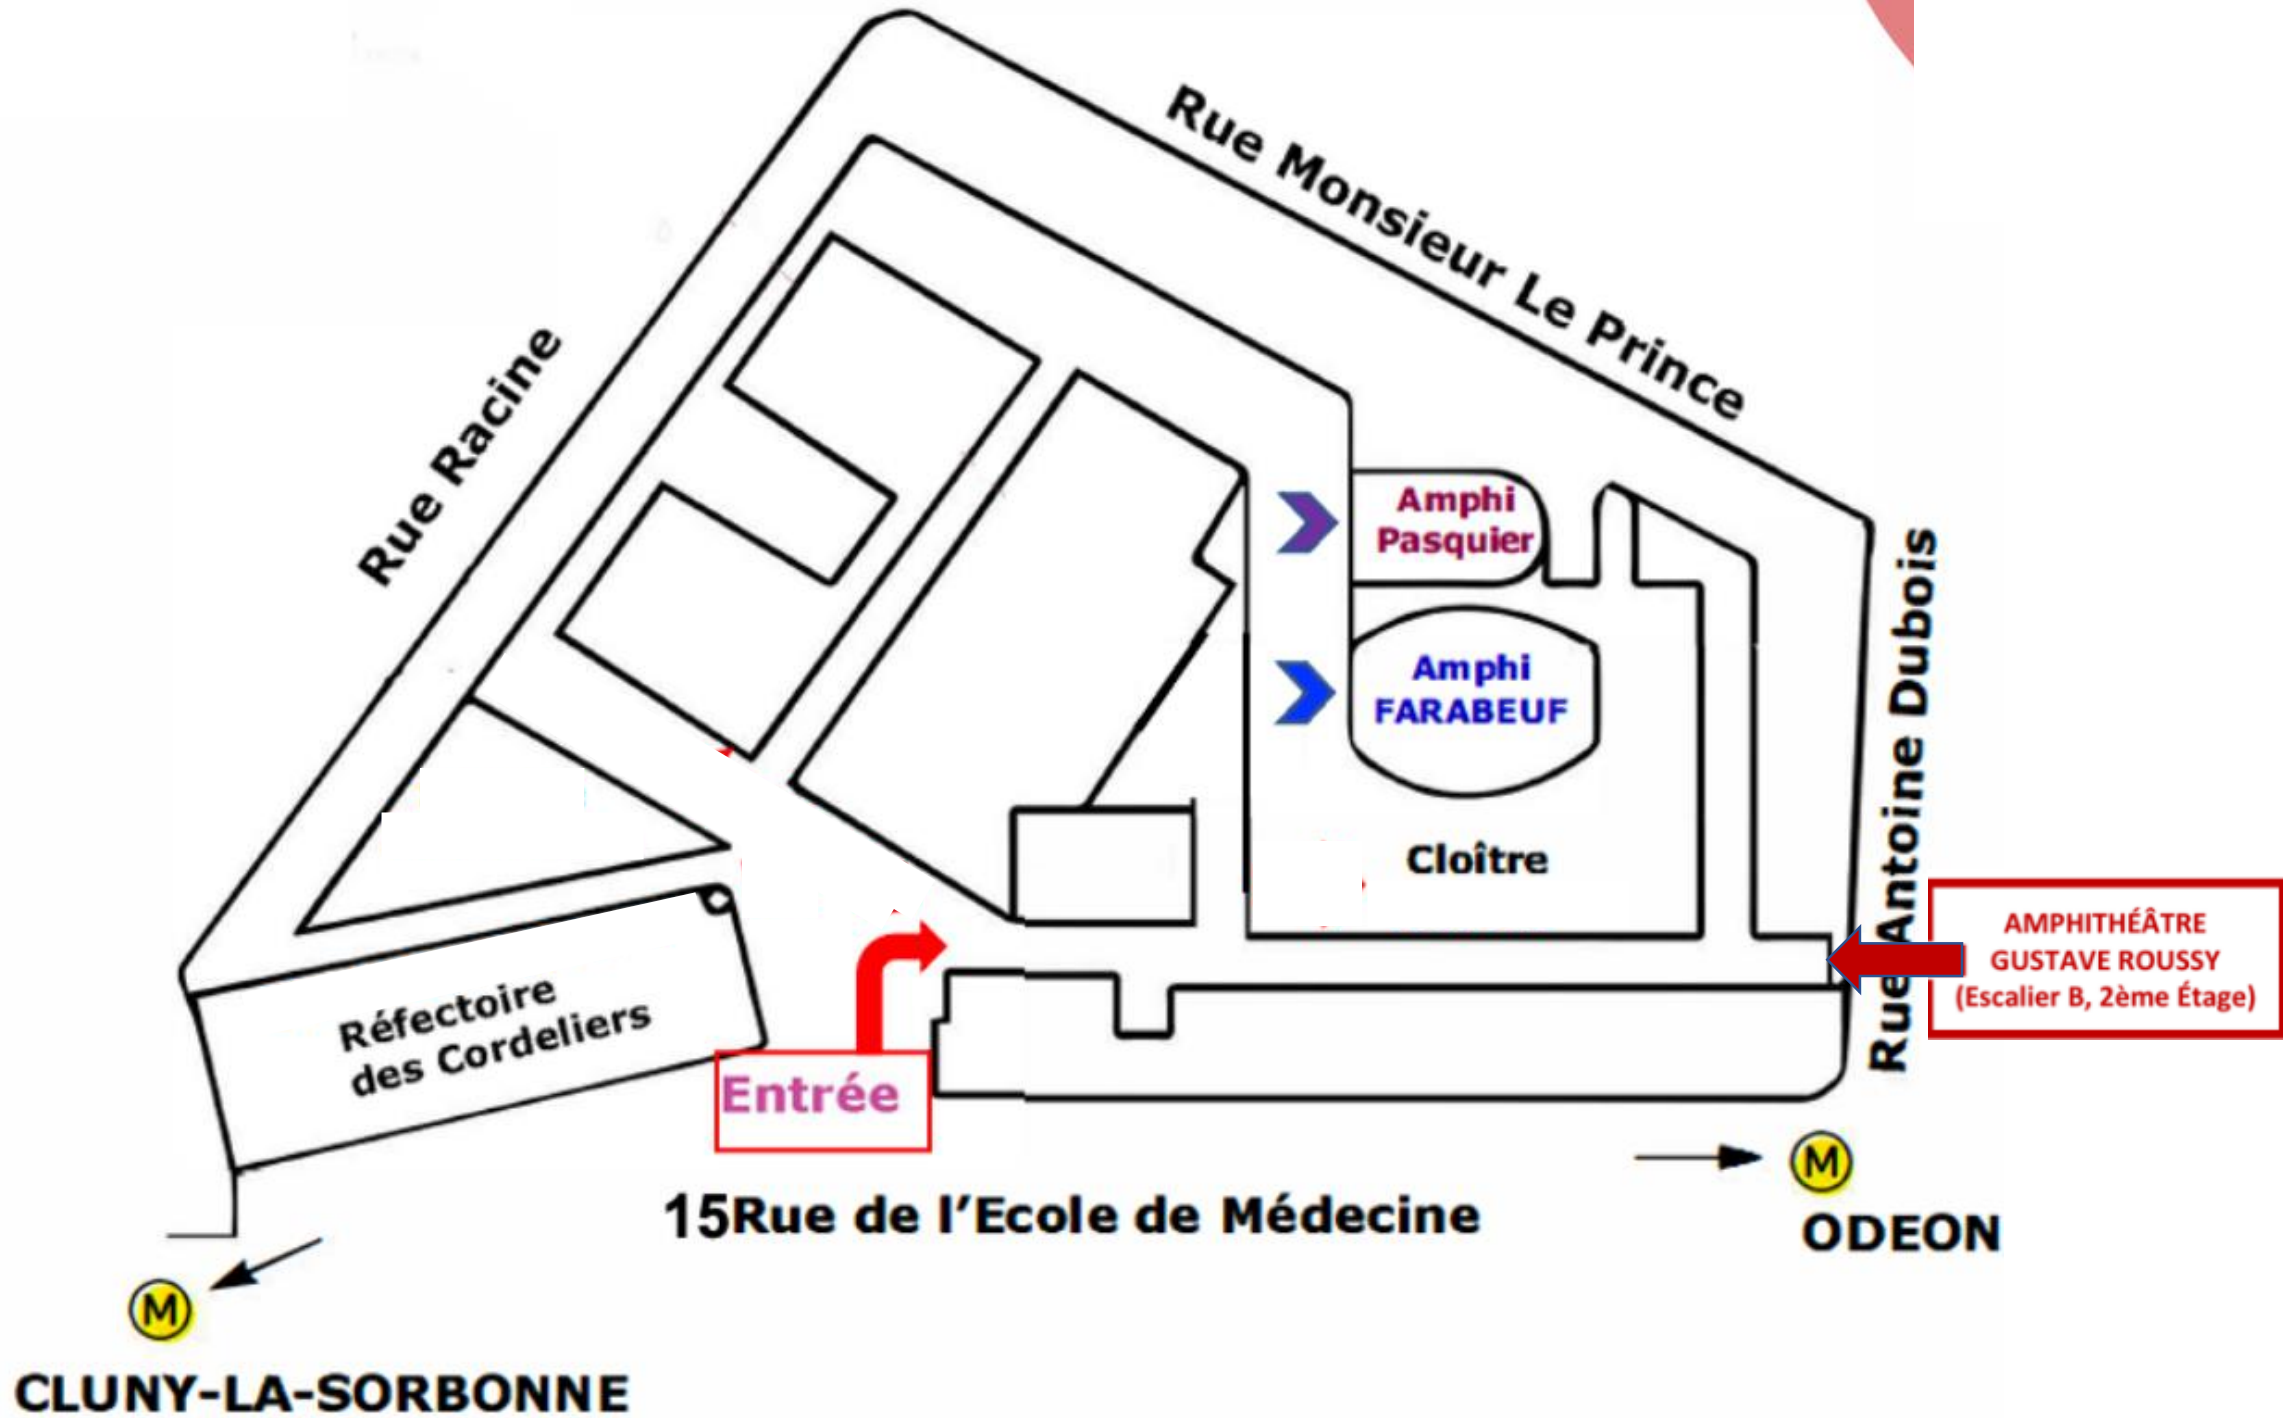 Rue Monsieur Le Prince
Rue Racine
Amphi
Pasquier
Amphi
FARABEUF
Cloître
Rue Antoine Dubois
AMPHITHÉÂTRE
GUSTAVE ROUSSY
(Escalier B, 2ème Étage)
Réfectoire
des Cordeliers
Entrée
15Rue de l’Ecole de Médecine
M
ODEON
M
CLUNY-LA-SORBONNE